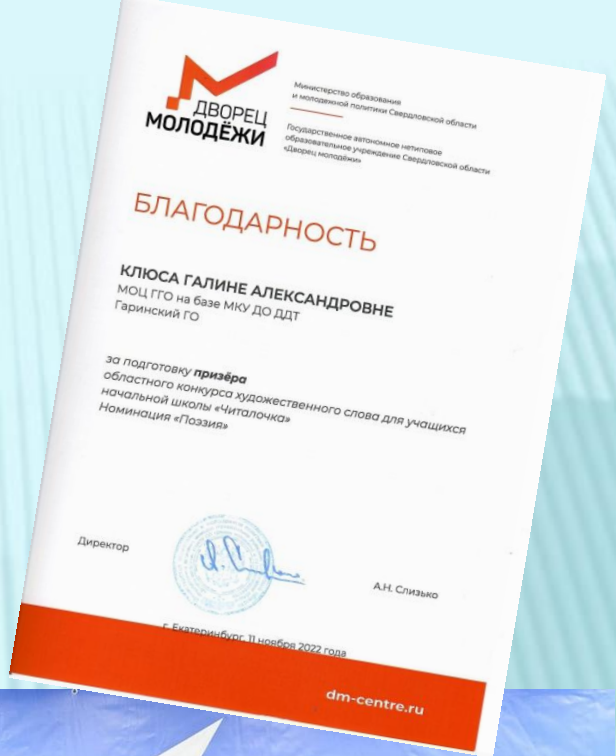 ДВОРЕЦ
МОЛОДЁЖИ
Министерство образования
и молодежной политики Свердловской области
Государственное автономное нетиповое
образовательное учреждение Свердловской области
«Дворец молодёжи»
БЛАГОДАРНОСТЬ
КЛЮСА ГАЛИНЕ АЛЕКСАНДРОВНЕ
МОЦ ГГО на базе МКУ ДО ДДТ
Гаринский ГО
за подготовку призёра
областного конкурса художественного слова для учащихся
начальной школы «Читалочка»
Номинация «Поэзия»
Директор
А.Н. Слизько
г. Екатеринбург, 11 ноября 2022 года
dm-centre.ru